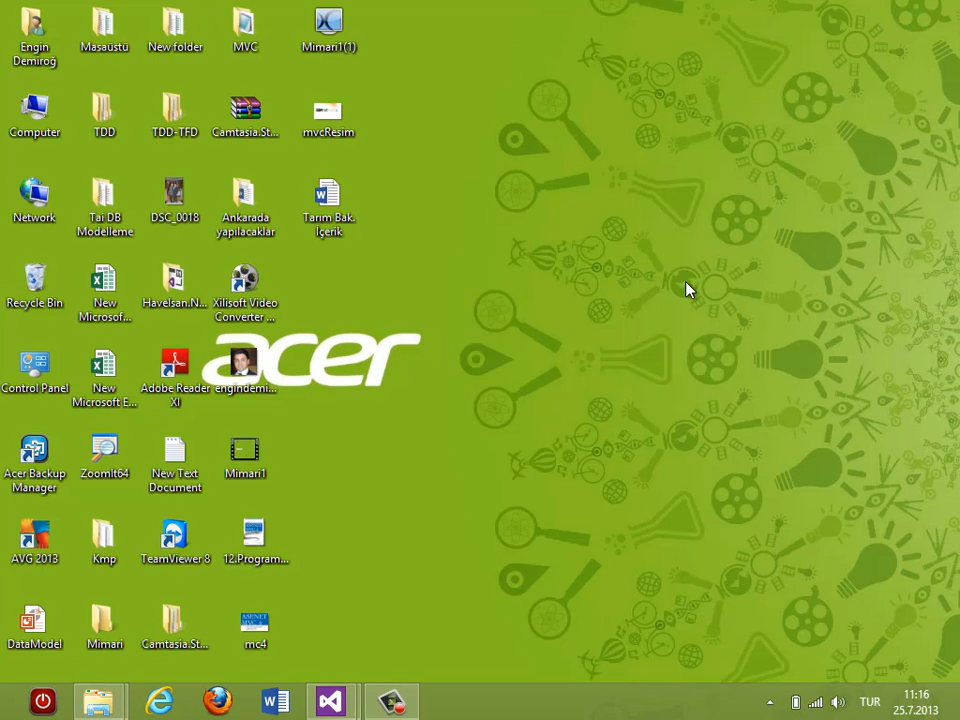 Engin
Demiroğ
Masaüstü
New folder
MVC
Mimari1(1)
Computer
TDD
TDD-TFD
Camtasia.St...
mvcResim
Network
Tai DB
Modelleme
DSC_0018
Ankarada
yapılacaklar
Tarım Bak.
İçerik
Recycle Bin
New
Microsof...
Havelsan.N...
Xilisoft Video
Converter ...
acer
Control Panel
New
Microsoft E...
Adobe Reader
XI
engindemi...
Acer Backup
Manager
ZoomIt64
New Text
Document
Mimari1
AVG 2013
Kmp
TeamViewer 8
12.Program...
DataModel
Mimari
Camtasia.St...
mc4
TUR
11:16
25.7.2013